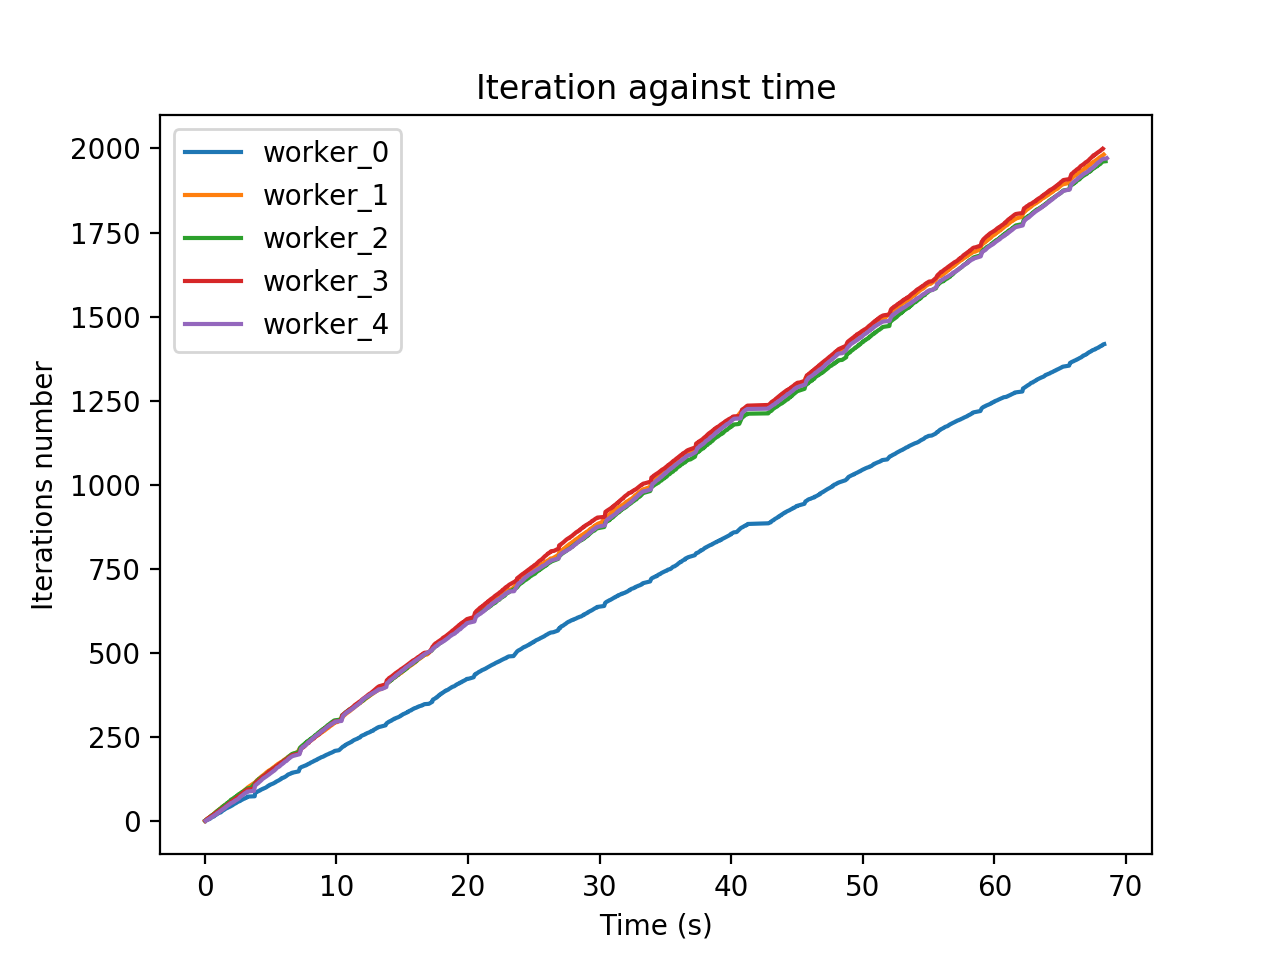 Iteration against time
worker_0
worker_1
worker_2
worker_3
worker_4
2000
1750
1500
1250
1000
750
500
250
0
Iterations number
0 10 20 30 40 50 60 70
Time (s)